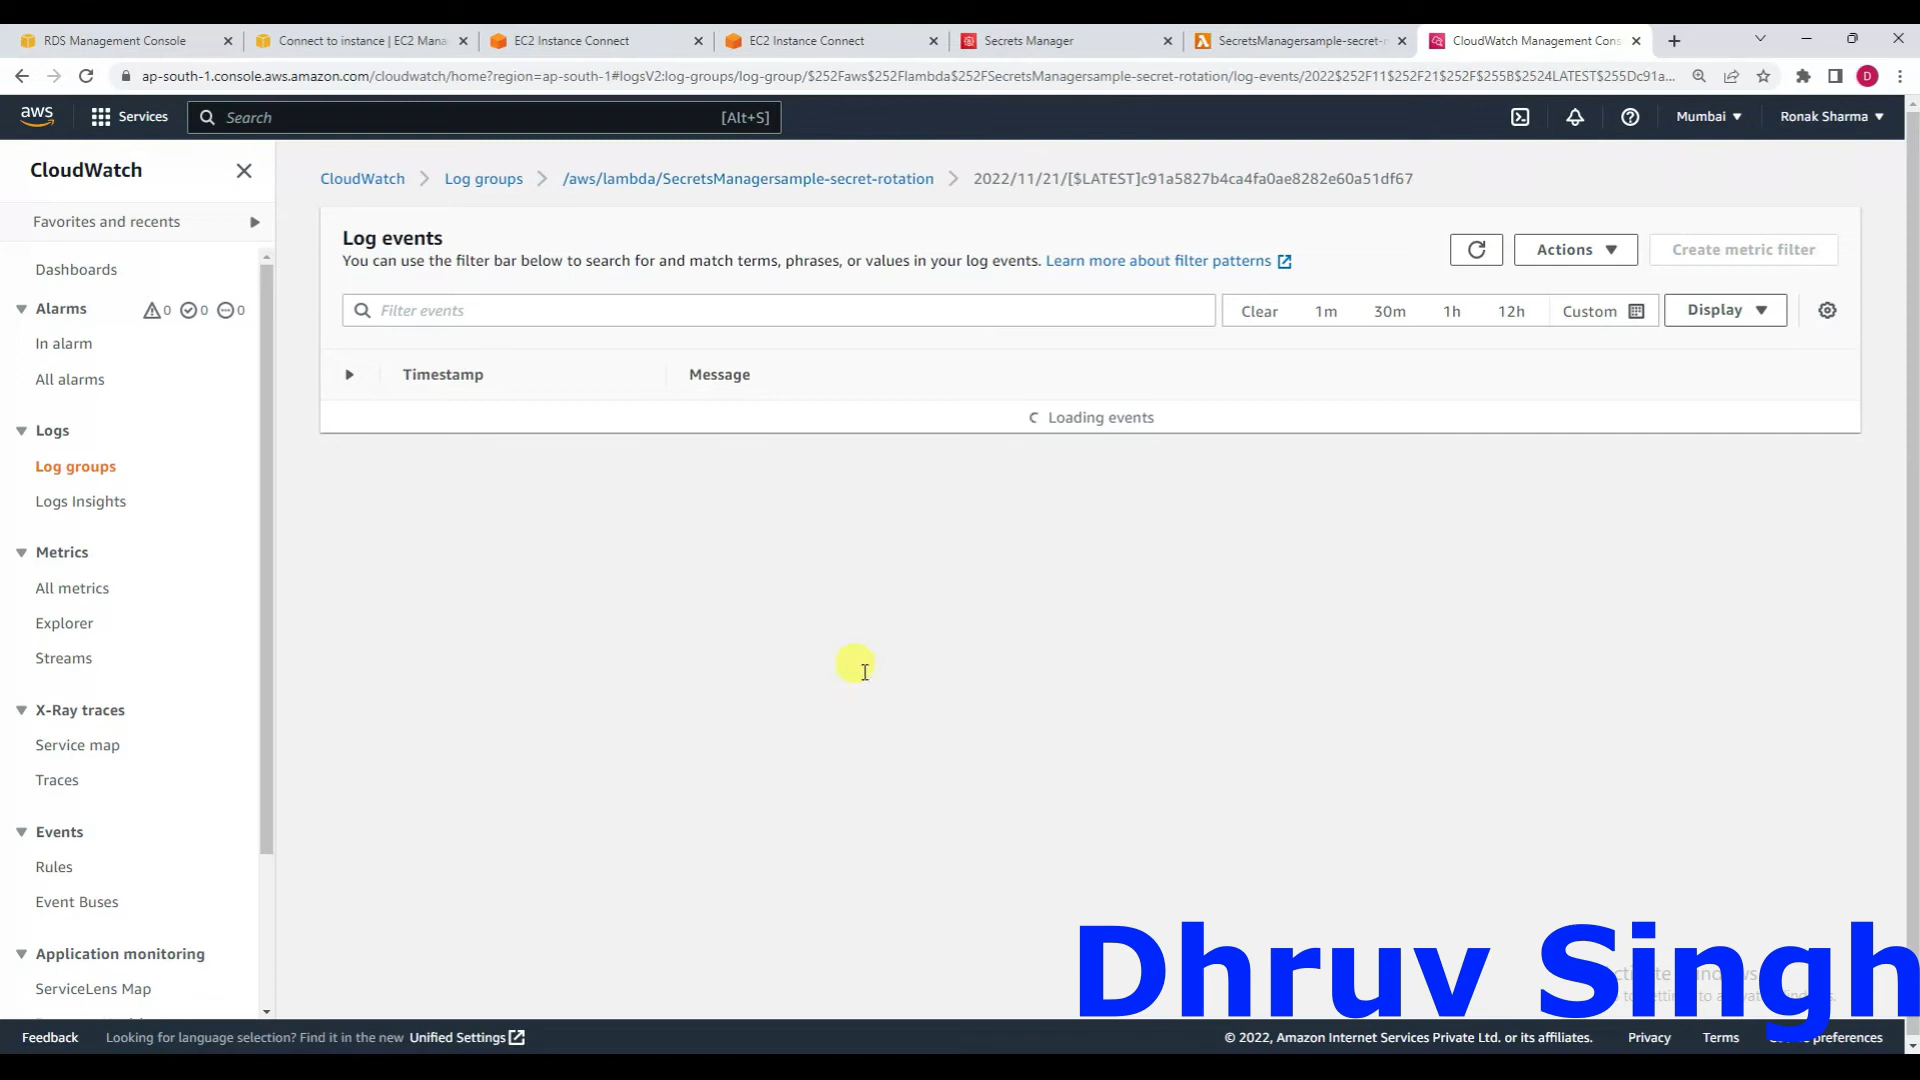 RDS Management Console
Connect to instance | EC2 Mana
EC2 Instance Connect
EC2 Instance Connect
Secrets Manager
SecretsManagersample-secret-r
CloudWatch Management Cons
ap-south-1.console.aws.amazon.com/cloudwatch/home?region=ap-south-1#logsV2:log-groups/log-group/$252Faws$252Flambda$252FSecretsManagersample-secret-rotation/log-events/2022$252F11$252F21$252F$255B$2524LATEST$255Dc91a...
D
aws
Services
Search
[Alt+S]
Mumbai
Ronak Sharma
CloudWatch
Favorites and recents
Dashboards
Alarms
0
0
0
In alarm
All alarms
Logs
Log groups
Logs Insights
Metrics
All metrics
Explorer
Streams
X-Ray traces
Service map
Traces
Events
Rules
Event Buses
Application monitoring
ServiceLens Map
CloudWatch
Log groups
/aws/lambda/SecretsManagersample-secret-rotation
2022/11/21/[$LATEST]c91a5827b4ca4fa0ae8282e60a51df67
Log events
You can use the filter bar below to search for and match terms, phrases, or values in your log events. Learn more about filter patterns
Actions
Create metric filter
Filter events
Clear
1m
30m
1h
12h
Custom
Display
Timestamp
Message
Loading events
Dhruv Singh
Feedback
Looking for language selection? Find it in the new Unified Settings
© 2022, Amazon Internet Services Private Ltd. or its affiliates.
Privacy
Terms
preferences